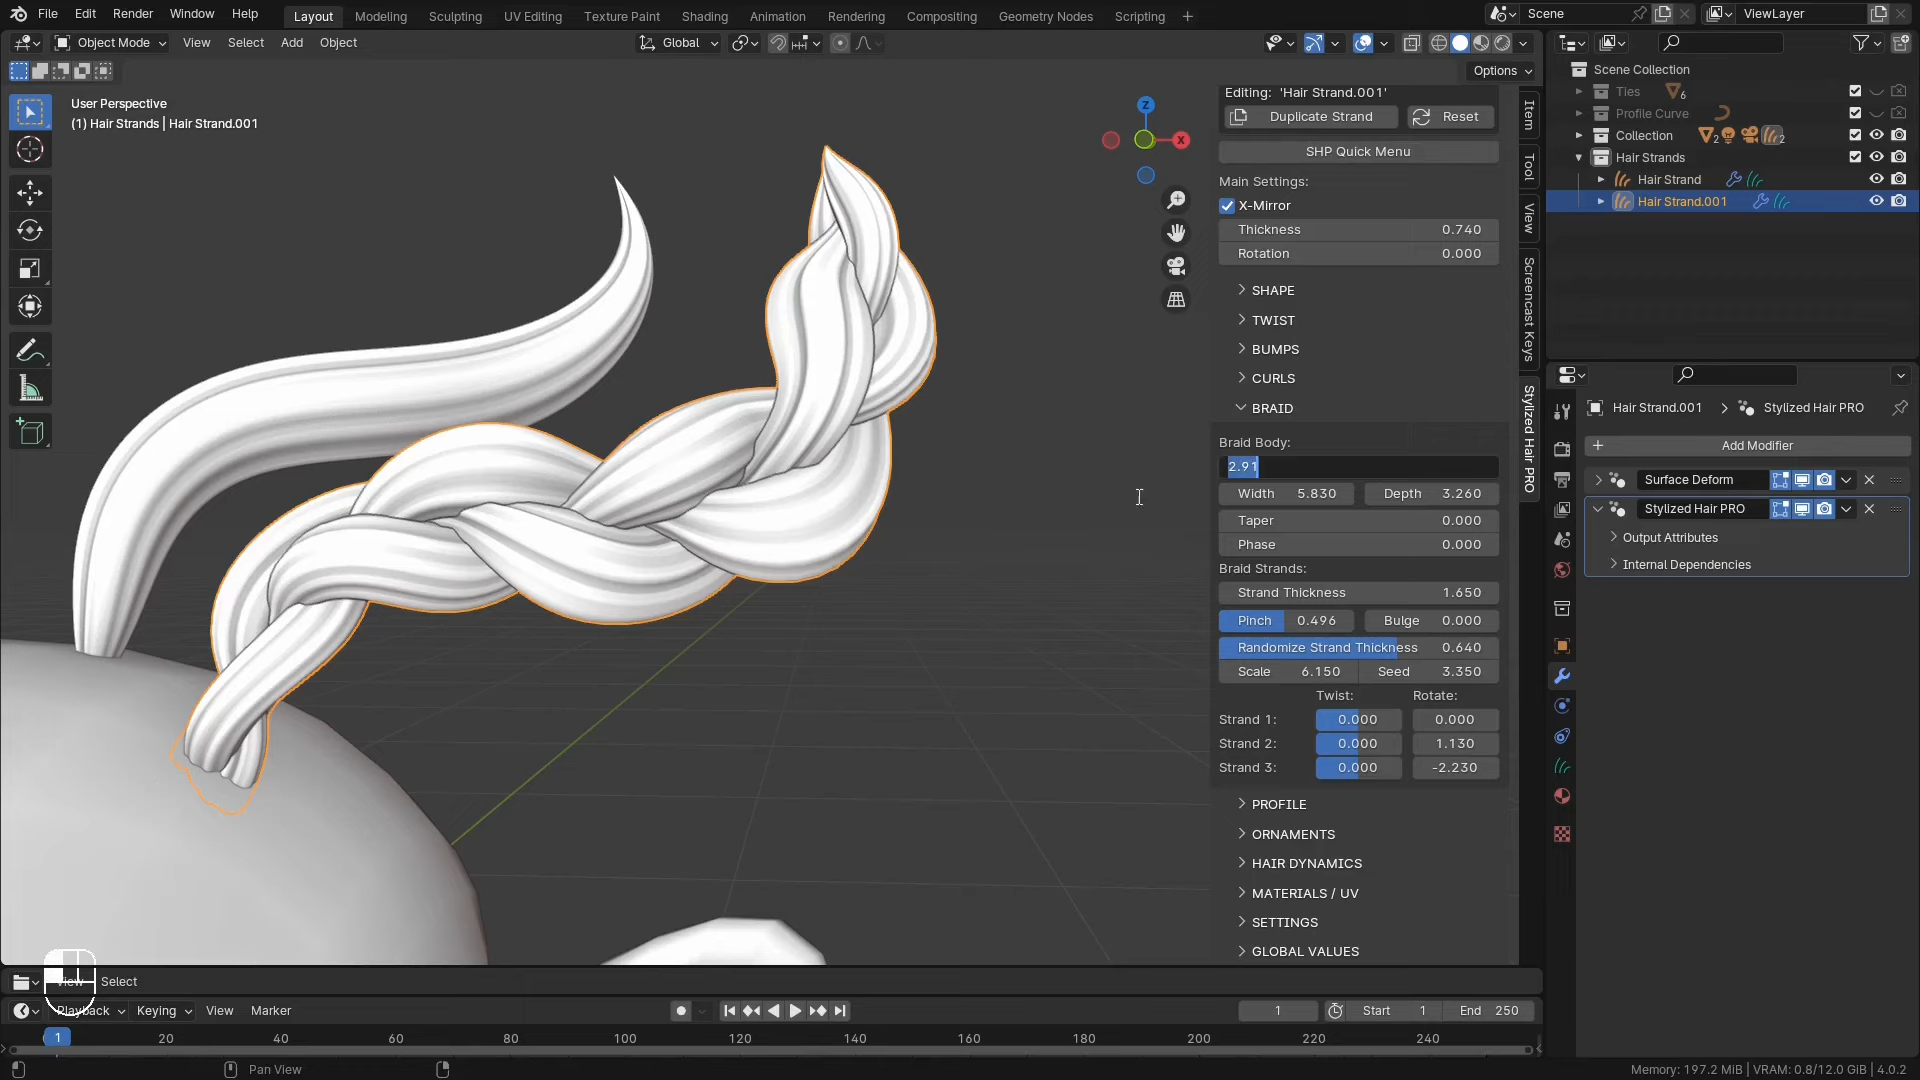 File Edit Render Window Help Layout Modeling Sculpting UV Editing Texture Paint Shading Animation Rendering Compositing Geometry Nodes Scripting + Scene ViewLayer
Object Mode View Select Add Object Global
Options
User Perspective
(1) Hair Strands | Hair Strand.001
Z
X
Editing: 'Hair Strand.001'
Duplicate Strand Reset
SHP Quick Menu
Main Settings:
X-Mirror
Thickness 0.740
Rotation 0.000
SHAPE
TWIST
BUMPS
CURLS
BRAID
Braid Body:
2.91
Width 5.830 Depth 3.260
Taper 0.000
Phase 0.000
Braid Strands:
Strand Thickness 1.650
Pinch 0.496 Bulge 0.000
Randomize Strand Thickness 0.640
Scale 6.150 Seed 3.350
Twist: Rotate:
Strand 1: 0.000 0.000
Strand 2: 0.000 1.130
Strand 3: 0.000 -2.230
PROFILE
ORNAMENTS
HAIR DYNAMICS
MATERIALS / UV
SETTINGS
GLOBAL VALUES
Item
Tool
View
Screencast Keys
Stylized Hair PRO
Scene Collection
Ties 6
Profile Curve
Collection 2 2
Hair Strands
Hair Strand
Hair Strand.001
Hair Strand.001 > Stylized Hair PRO
+ Add Modifier
Surface Deform
Stylized Hair PRO
Output Attributes
Internal Dependencies
View Select
Playback Keying View Marker 1 Start 1 End 250
1 20 40 60 80 100 120 140 160 180 200 220 240
Pan View
Memory: 197.2 MiB | VRAM: 0.8/12.0 GiB | 4.0.2